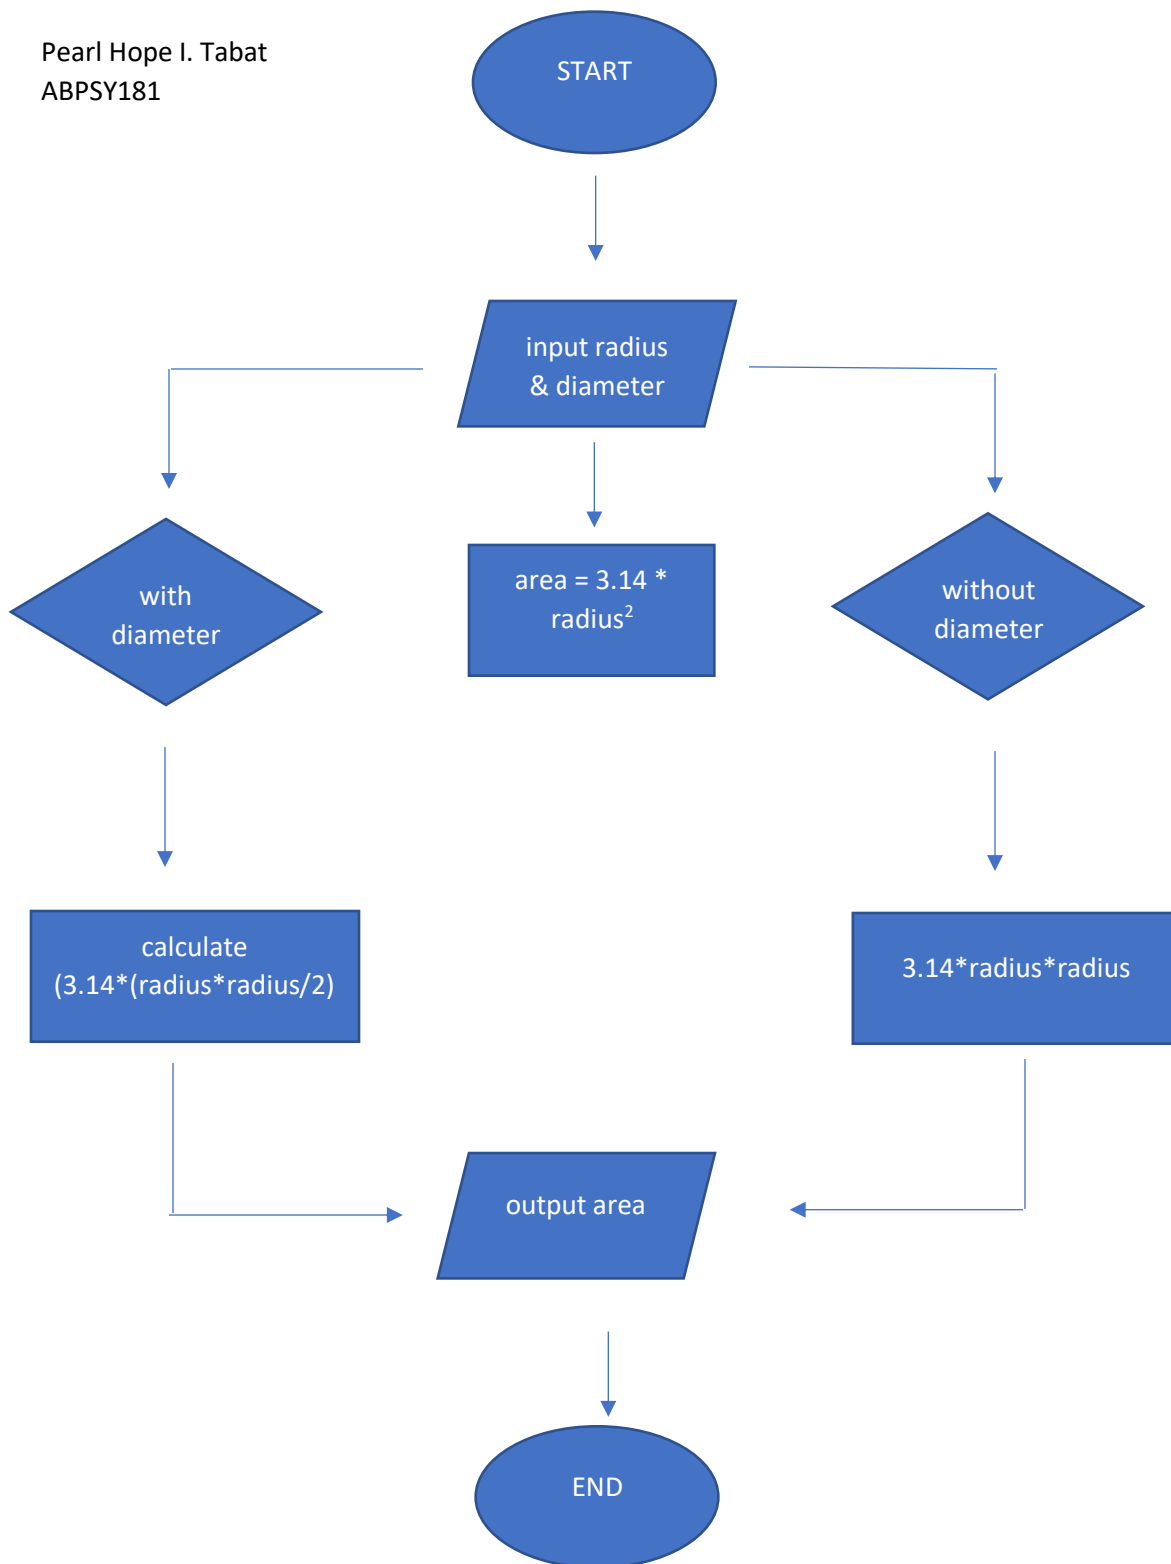 Pearl Hope I. Tabat
ABPSY181
START
input radius
& diameter
with
diameter
area = 3.14 *
radius²
without
diameter
calculate
(3.14*(radius*radius/2)
3.14*radius*radius
output area
END